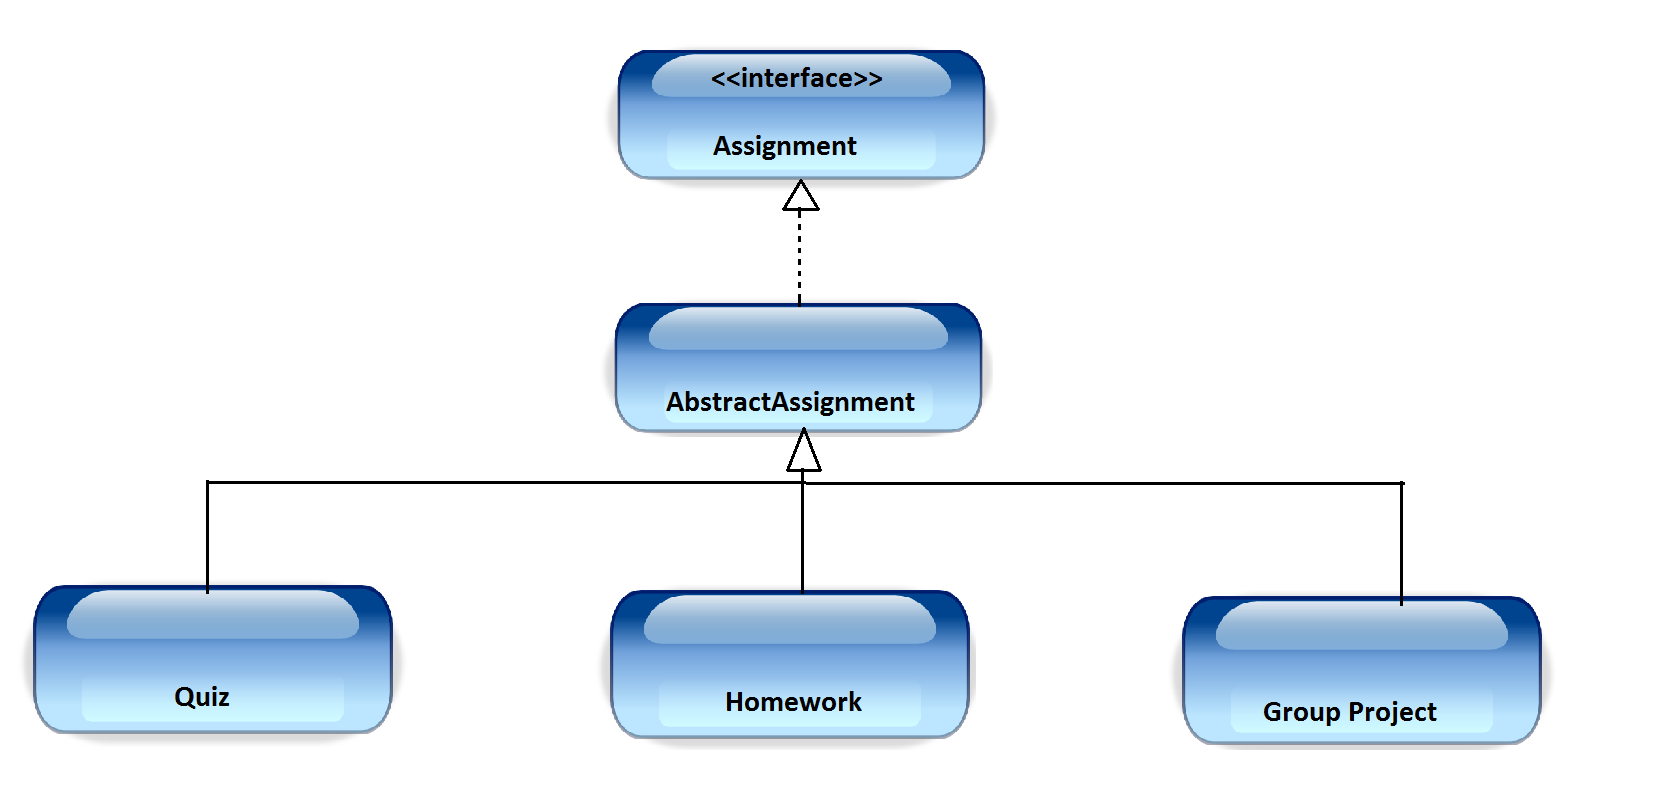 <<interface>>
Assignment
AbstractAssignment
Quiz
Homework
Group Project